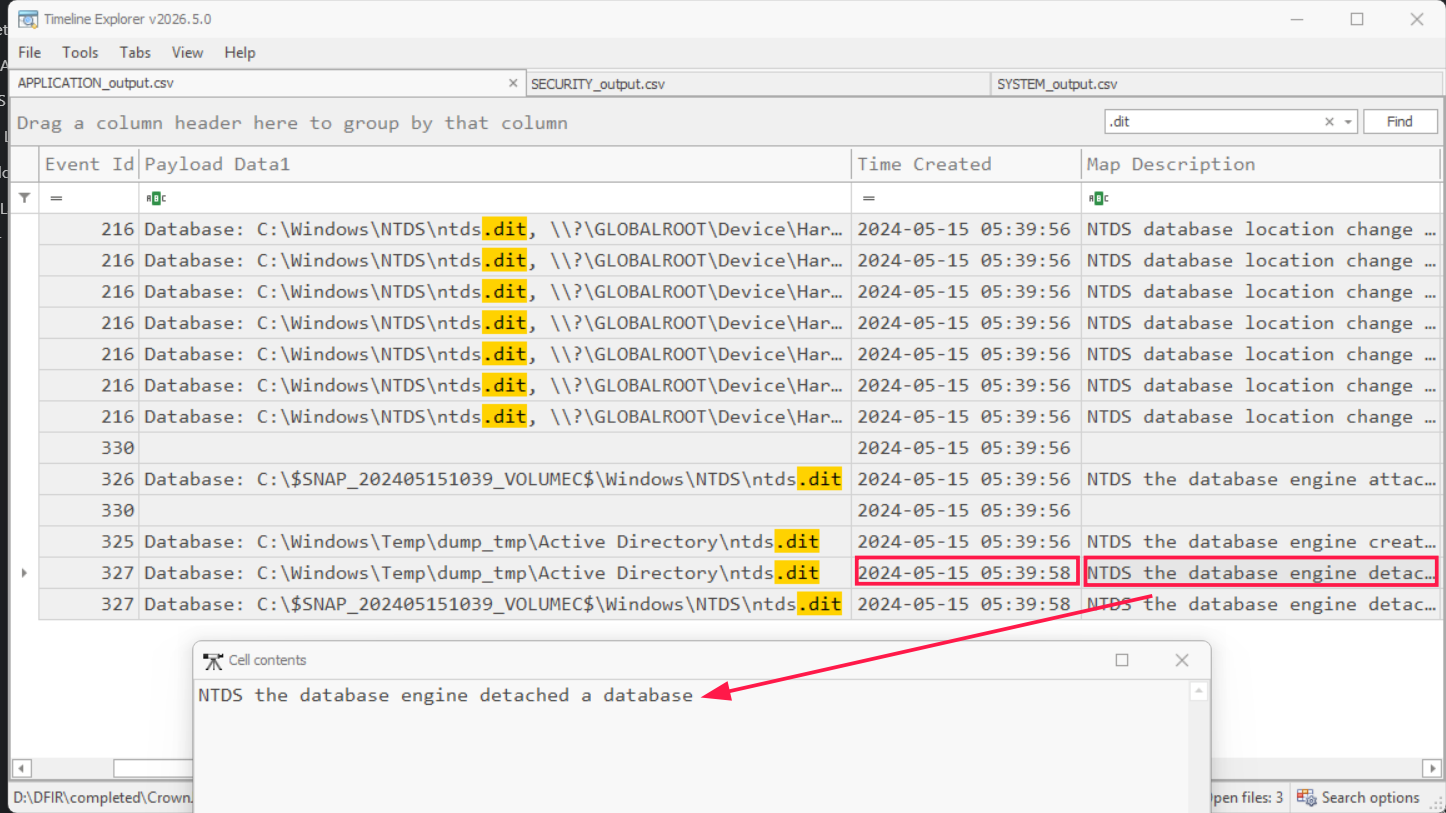 Timeline Explorer v2026.5.0
File Tools Tabs View Help
APPLICATION_output.csv SECURITY_output.csv SYSTEM_output.csv
Drag a column header here to group by that column .dit Find
Event Id Payload Data1 Time Created Map Description
= ABC = ABC
216 Database: C:\Windows\NTDS\ntds.dit, \\?\GLOBALROOT\Device\Har… 2024-05-15 05:39:56 NTDS database location change …
216 Database: C:\Windows\NTDS\ntds.dit, \\?\GLOBALROOT\Device\Har… 2024-05-15 05:39:56 NTDS database location change …
216 Database: C:\Windows\NTDS\ntds.dit, \\?\GLOBALROOT\Device\Har… 2024-05-15 05:39:56 NTDS database location change …
216 Database: C:\Windows\NTDS\ntds.dit, \\?\GLOBALROOT\Device\Har… 2024-05-15 05:39:56 NTDS database location change …
216 Database: C:\Windows\NTDS\ntds.dit, \\?\GLOBALROOT\Device\Har… 2024-05-15 05:39:56 NTDS database location change …
216 Database: C:\Windows\NTDS\ntds.dit, \\?\GLOBALROOT\Device\Har… 2024-05-15 05:39:56 NTDS database location change …
216 Database: C:\Windows\NTDS\ntds.dit, \\?\GLOBALROOT\Device\Har… 2024-05-15 05:39:56 NTDS database location change …
330 2024-05-15 05:39:56
326 Database: C:\$SNAP_202405151039_VOLUMEC$\Windows\NTDS\ntds.dit 2024-05-15 05:39:56 NTDS the database engine attac…
330 2024-05-15 05:39:56
325 Database: C:\Windows\Temp\dump_tmp\Active Directory\ntds.dit 2024-05-15 05:39:56 NTDS the database engine creat…
327 Database: C:\Windows\Temp\dump_tmp\Active Directory\ntds.dit 2024-05-15 05:39:58 NTDS the database engine detac…
327 Database: C:\$SNAP_202405151039_VOLUMEC$\Windows\NTDS\ntds.dit 2024-05-15 05:39:58 NTDS the database engine detac…
Cell contents
NTDS the database engine detached a database
D:\DFIR\completed\Crown. pen files: 3 Search options